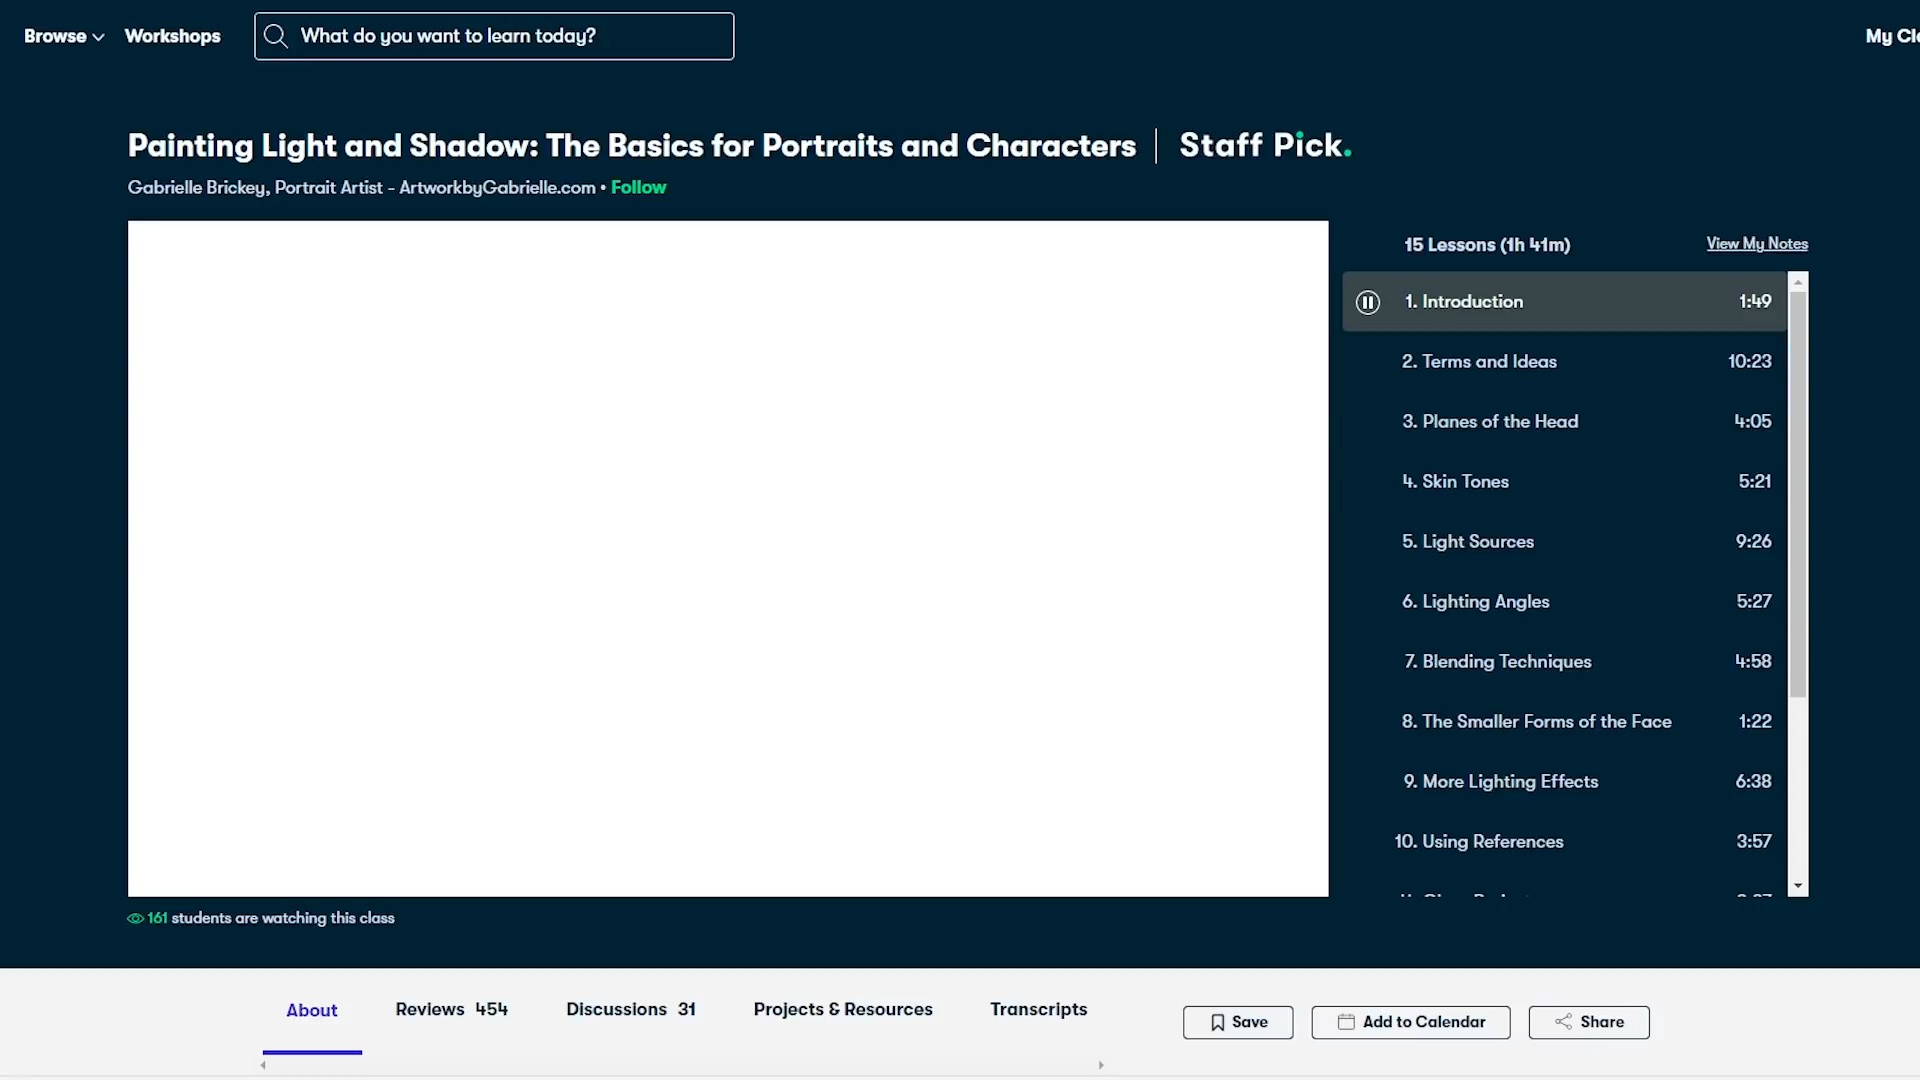 Browse
Workshops
What do you want to learn today?
My Cl
Painting Light and Shadow: The Basics for Portraits and Characters
Staff Pick.
Gabrielle Brickey, Portrait Artist - ArtworkbyGabrielle.com • Follow
15 Lessons (1h 41m)
View My Notes
1. Introduction 1:49
2. Terms and Ideas 10:23
3. Planes of the Head 4:05
4. Skin Tones 5:21
5. Light Sources 9:26
6. Lighting Angles 5:27
7. Blending Techniques 4:58
8. The Smaller Forms of the Face 1:22
9. More Lighting Effects 6:38
10. Using References 3:57
161 students are watching this class
About
Reviews 454
Discussions 31
Projects & Resources
Transcripts
Save
Add to Calendar
Share